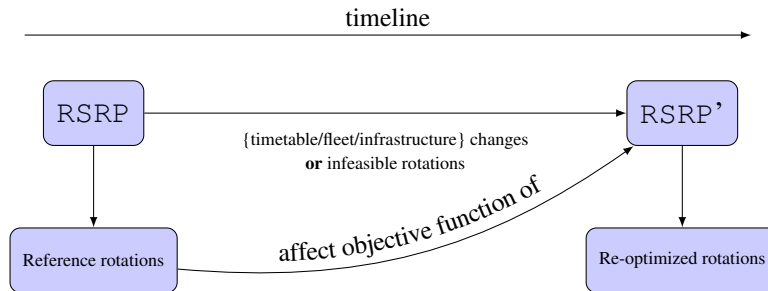 timeline
RSRP
RSRP'
{timetable/fleet/infrastructure} changes
or infeasible rotations
affect objective function of
Reference rotations
Re-optimized rotations